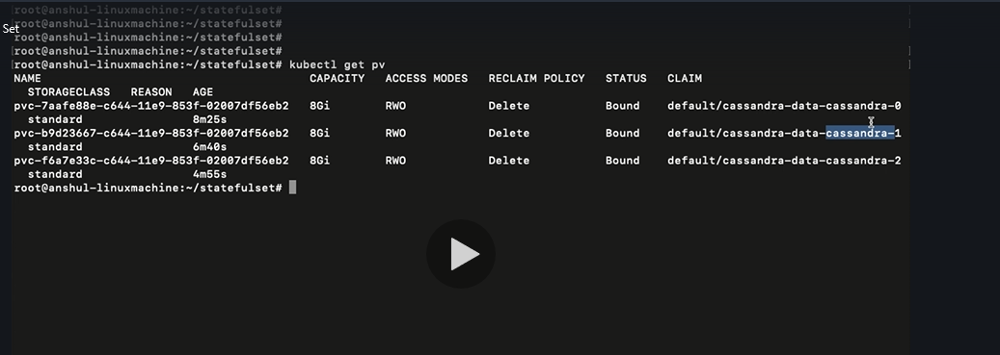 root@anshul-linuxmachine:~/statefulset#
Set
root@anshul-linuxmachine:~/statefulset#
root@anshul-linuxmachine:~/statefulset#
root@anshul-linuxmachine:~/statefulset#
root@anshul-linuxmachine:~/statefulset# kubectl get pv
NAME CAPACITY ACCESS MODES RECLAIM POLICY STATUS CLAIM
STORAGECLASS REASON AGE
pvc-7aafe88e-c644-11e9-853f-02007df56eb2 8Gi RWO Delete Bound default/cassandra-data-cassandra-0
standard 8m25s
pvc-b9d23667-c644-11e9-853f-02007df56eb2 8Gi RWO Delete Bound default/cassandra-data-cassandra-1
standard 6m40s
pvc-f6a7e33c-c644-11e9-853f-02007df56eb2 8Gi RWO Delete Bound default/cassandra-data-cassandra-2
standard 4m55s
root@anshul-linuxmachine:~/statefulset#